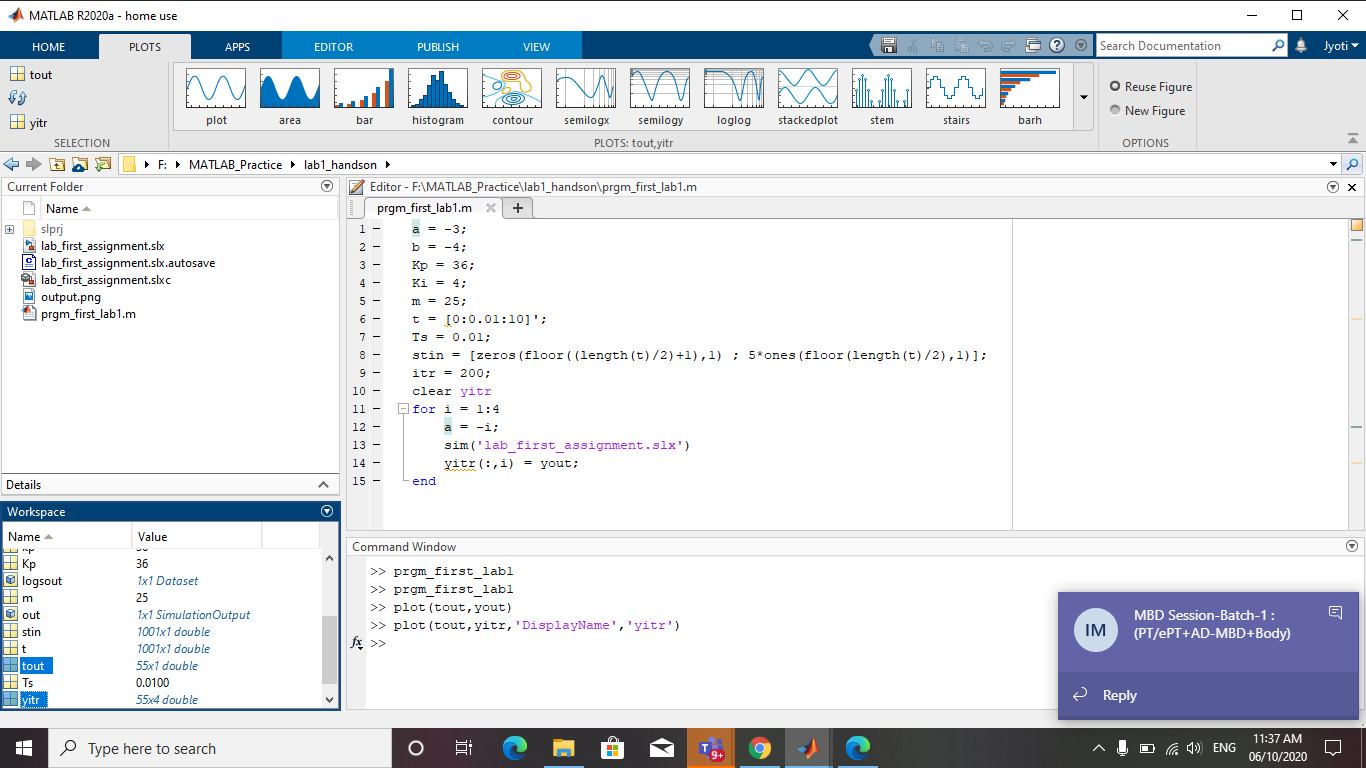 MATLAB R2020a - home use
HOME PLOTS APPS EDITOR PUBLISH VIEW
Search Documentation
Jyoti
tout
yitr
SELECTION
plot area bar histogram contour semilogx semilogy loglog stackedplot stem stairs barh
PLOTS: tout,yitr
Reuse Figure
New Figure
OPTIONS
F: MATLAB_Practice lab1_handson
Current Folder
Name
slprj
lab_first_assignment.slx
lab_first_assignment.slx.autosave
lab_first_assignment.slxc
output.png
prgm_first_lab1.m
Details
Workspace
Name Value
Kp 36
logsout 1x1 Dataset
m 25
out 1x1 SimulationOutput
stin 1001x1 double
t 1001x1 double
tout 55x1 double
Ts 0.0100
yitr 55x4 double
Editor - F:\MATLAB_Practice\lab1_handson\prgm_first_lab1.m
prgm_first_lab1.m
1 a = -3;
2 b = -4;
3 Kp = 36;
4 Ki = 4;
5 m = 25;
6 t = [0:0.01:10]';
7 Ts = 0.01;
8 stin = [zeros(floor((length(t)/2)+1),1) ; 5*ones(floor(length(t)/2),1)];
9 itr = 200;
10 clear yitr
11 for i = 1:4
12 a = -i;
13 sim('lab_first_assignment.slx')
14 yitr(:,i) = yout;
15 end
Command Window
>> prgm_first_lab1
>> prgm_first_lab1
>> plot(tout,yout)
>> plot(tout,yitr,'DisplayName','yitr')
fx >>
IM
MBD Session-Batch-1 :
(PT/ePT+AD-MBD+Body)
Reply
Type here to search
9+
ENG
11:37 AM
06/10/2020